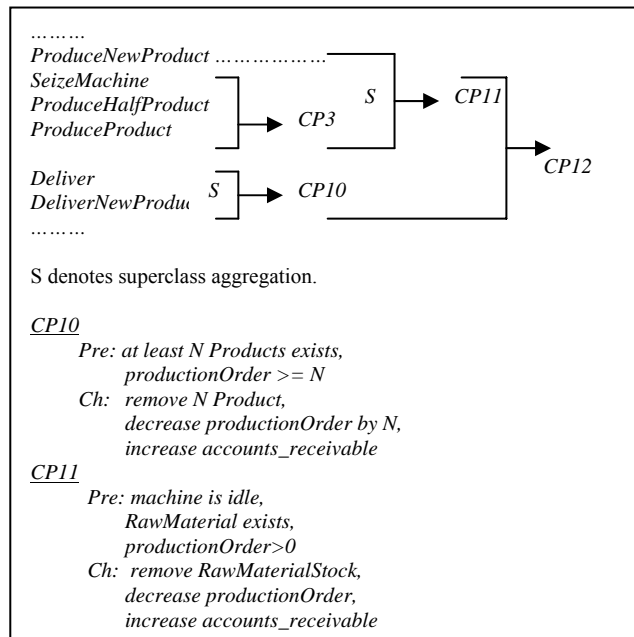 ………
ProduceNewProduct ………………
SeizeMachine
ProduceHalfProduct
ProduceProduct
S
CP3
CP11
CP12
Deliver
DeliverNewProduc
S
CP10
………
S denotes superclass aggregation.
CP10
Pre: at least N Products exists,
productionOrder >= N
Ch: remove N Product,
decrease productionOrder by N,
increase accounts_receivable
CP11
Pre: machine is idle,
RawMaterial exists,
productionOrder>0
Ch: remove RawMaterialStock,
decrease productionOrder,
increase accounts_receivable